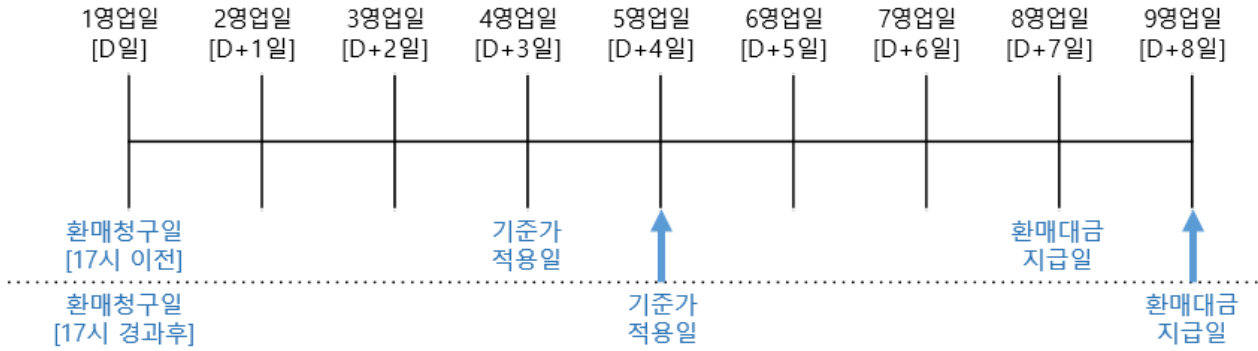 1영업일 2영업일 3영업일 4영업일 5영업일 6영업일 7영업일 8영업일 9영업일
[D일] [D+1일] [D+2일] [D+3일] [D+4일] [D+5일] [D+6일] [D+7일] [D+8일]
환매청구일 기준가 환매대금
[17시 이전] 적용일 지급일
환매청구일 기준가 환매대금
[17시 경과후] 적용일 지급일